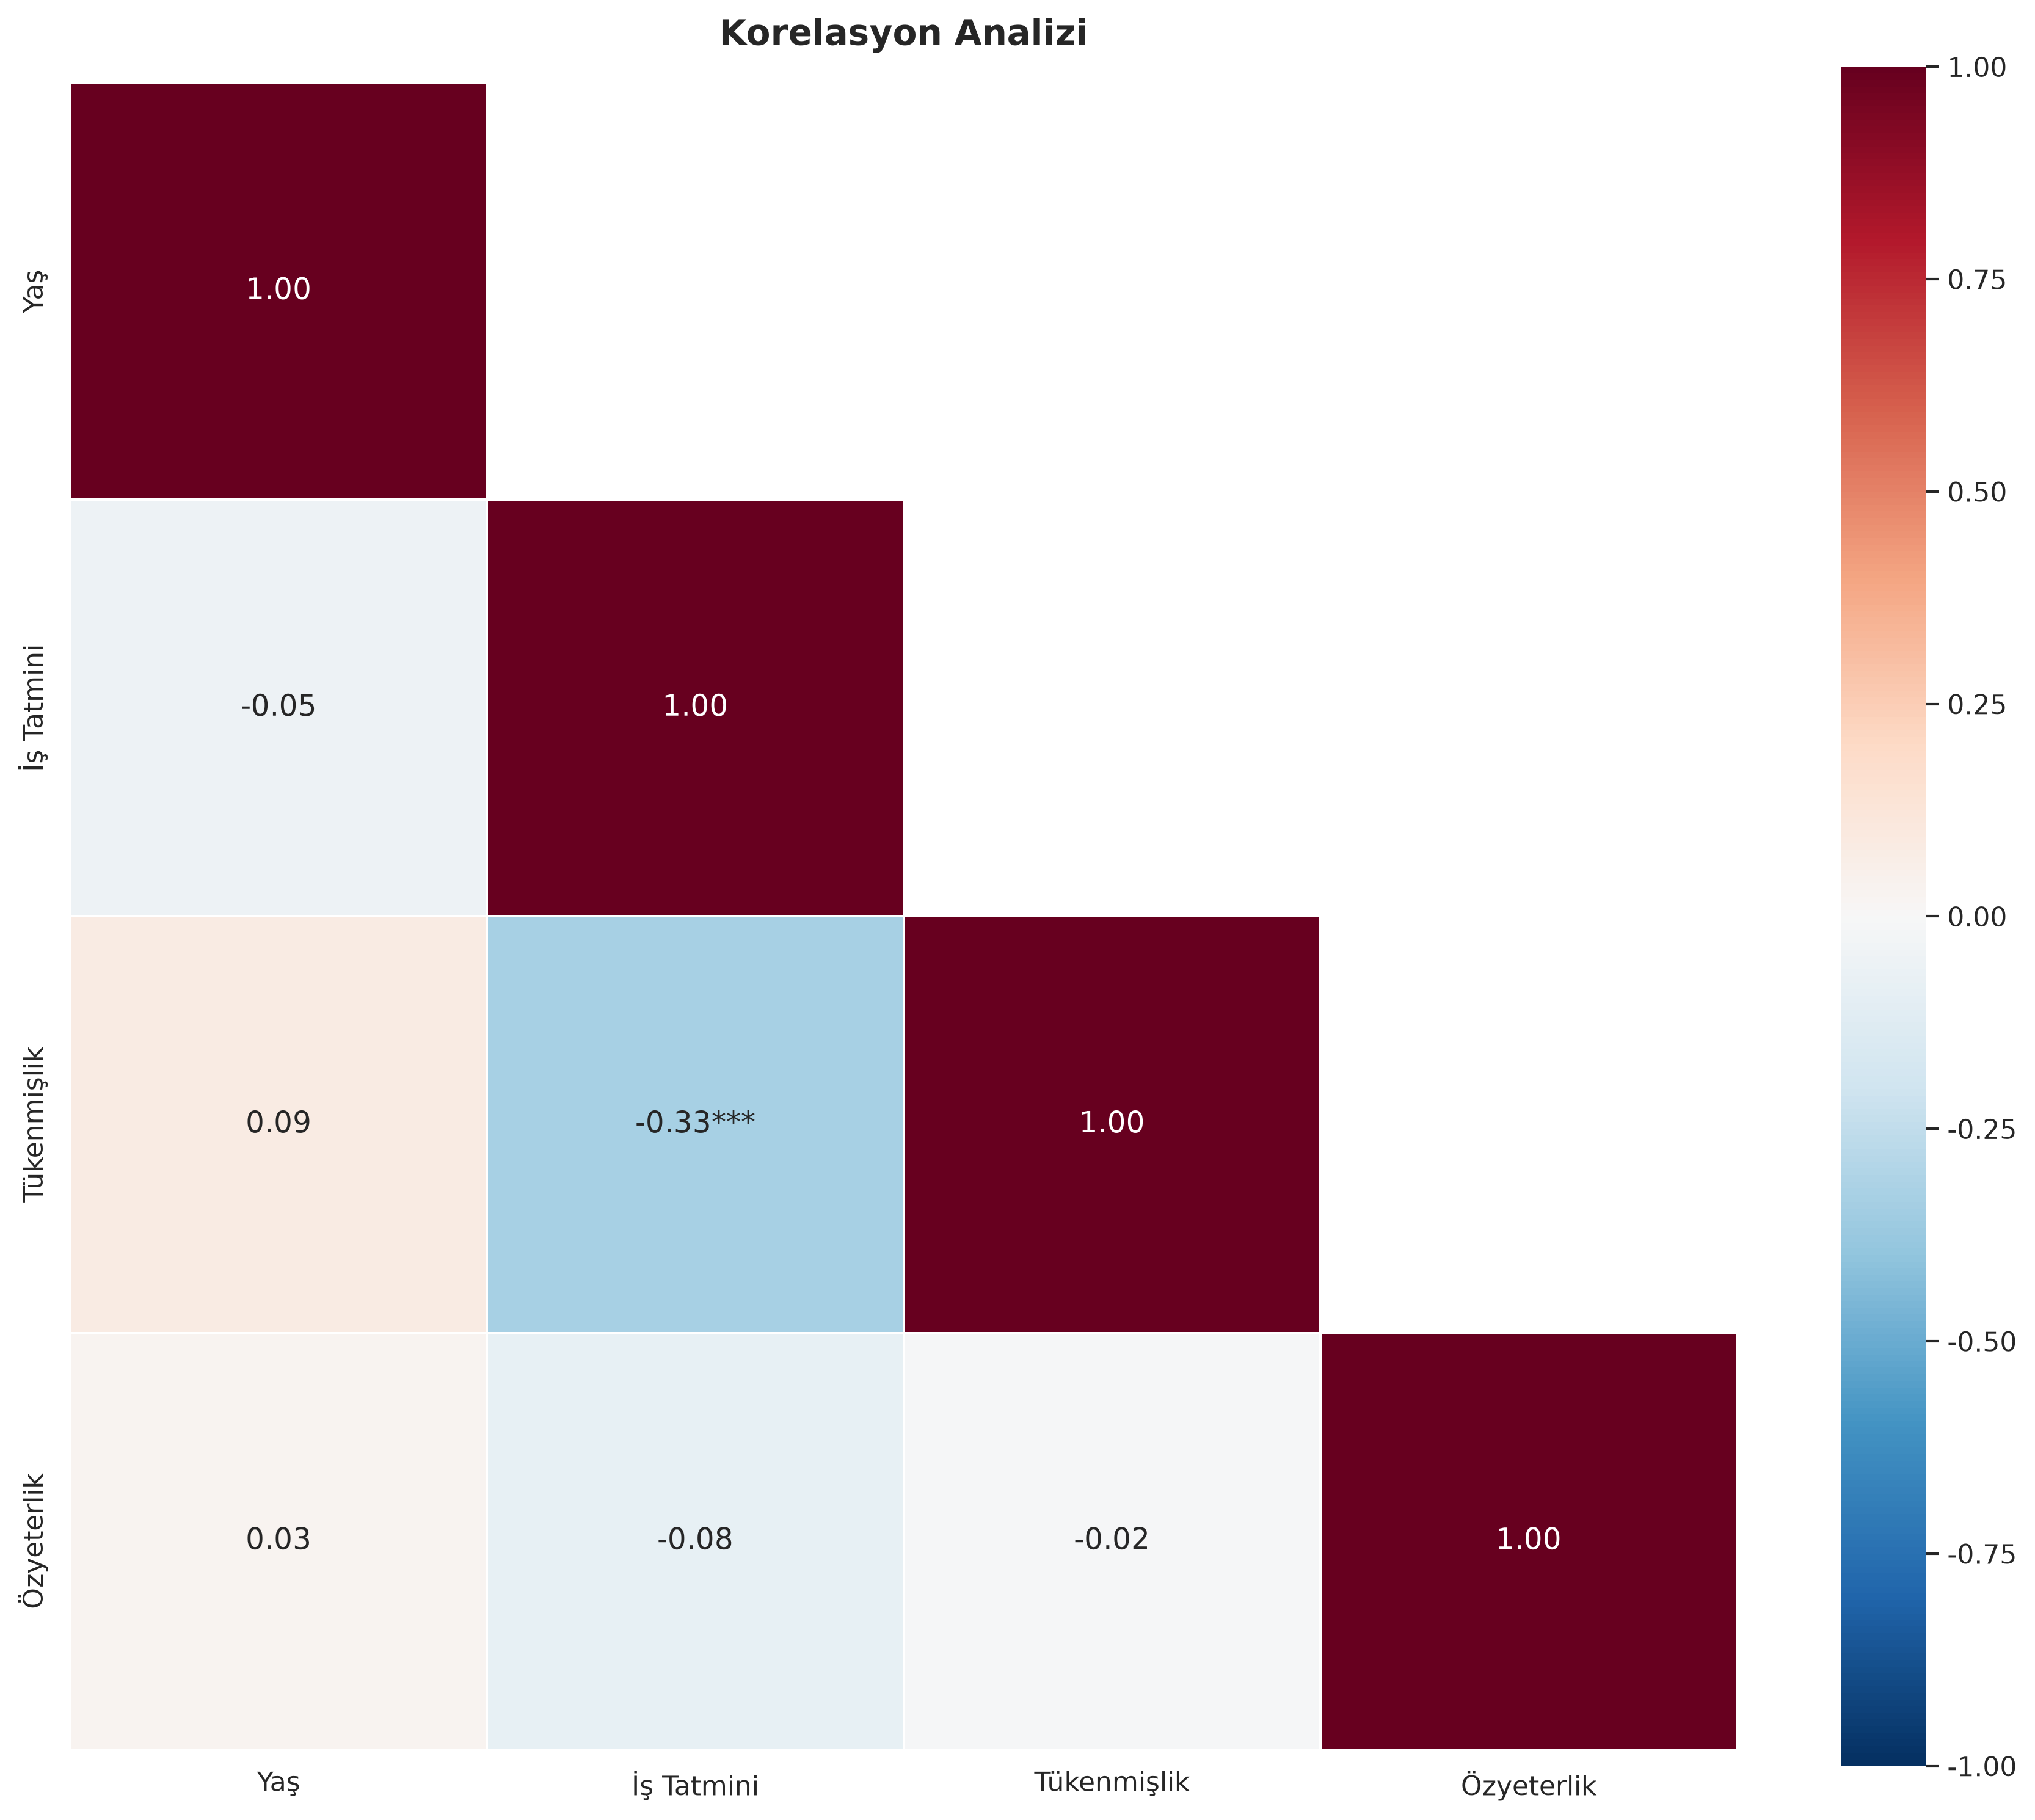 Korelasyon Analizi
Yaş
1.00
İş Tatmini
-0.05
1.00
Tükenmişlik
0.09
-0.33***
1.00
Özyeterlik
0.03
-0.08
-0.02
1.00
Yaş
İş Tatmini
Tükenmişlik
Özyeterlik
1.00
0.75
0.50
0.25
0.00
-0.25
-0.50
-0.75
-1.00